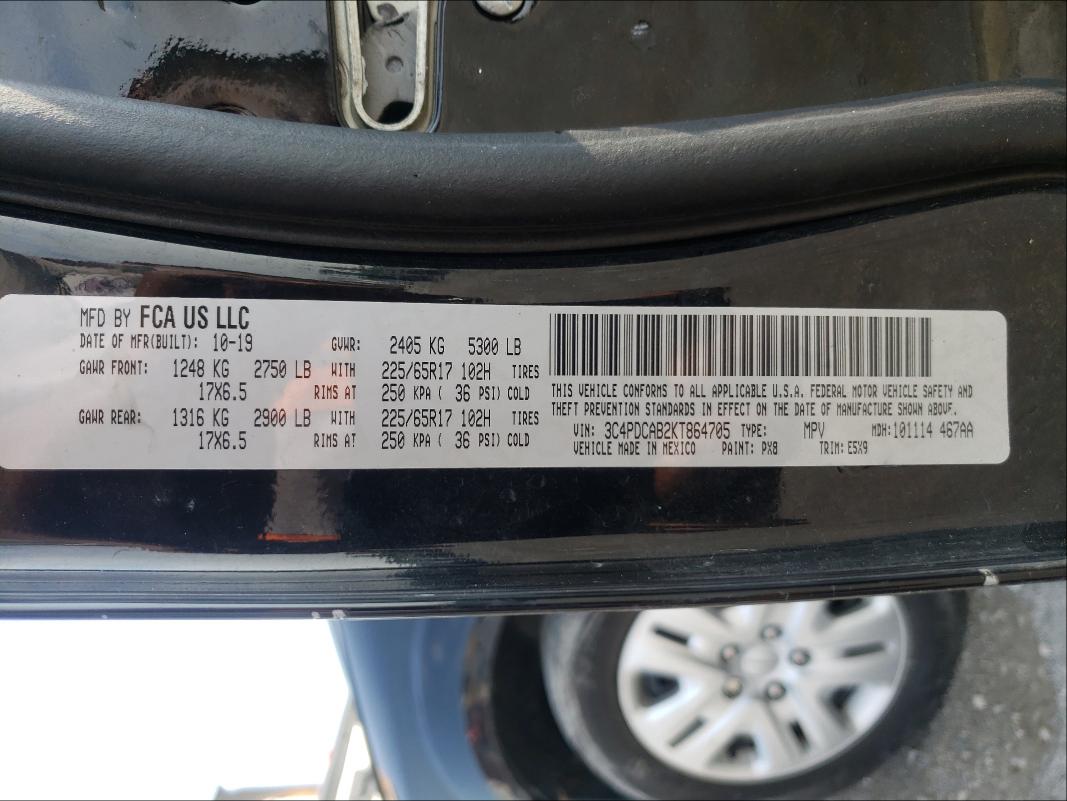 MFD BY FCA US LLC
DATE OF MFR(BUILT): 10-19 GVWR: 2405 KG 5300 LB
GAWR FRONT: 1248 KG 2750 LB WITH 225/65R17 102H TIRES
17X6.5 RIMS AT 250 KPA ( 36 PSI) COLD
GAWR REAR: 1316 KG 2900 LB WITH 225/65R17 102H TIRES
17X6.5 RIMS AT 250 KPA ( 36 PSI) COLD
THIS VEHICLE CONFORMS TO ALL APPLICABLE U.S.A. FEDERAL MOTOR VEHICLE SAFETY AND
THEFT PREVENTION STANDARDS IN EFFECT ON THE DATE OF MANUFACTURE SHOWN ABOVE.
VIN: 3C4PDCAB2KT864705 TYPE: MPV MDH:101114 467AA
VEHICLE MADE IN MEXICO PAINT: PX8 TRIM: E5X9